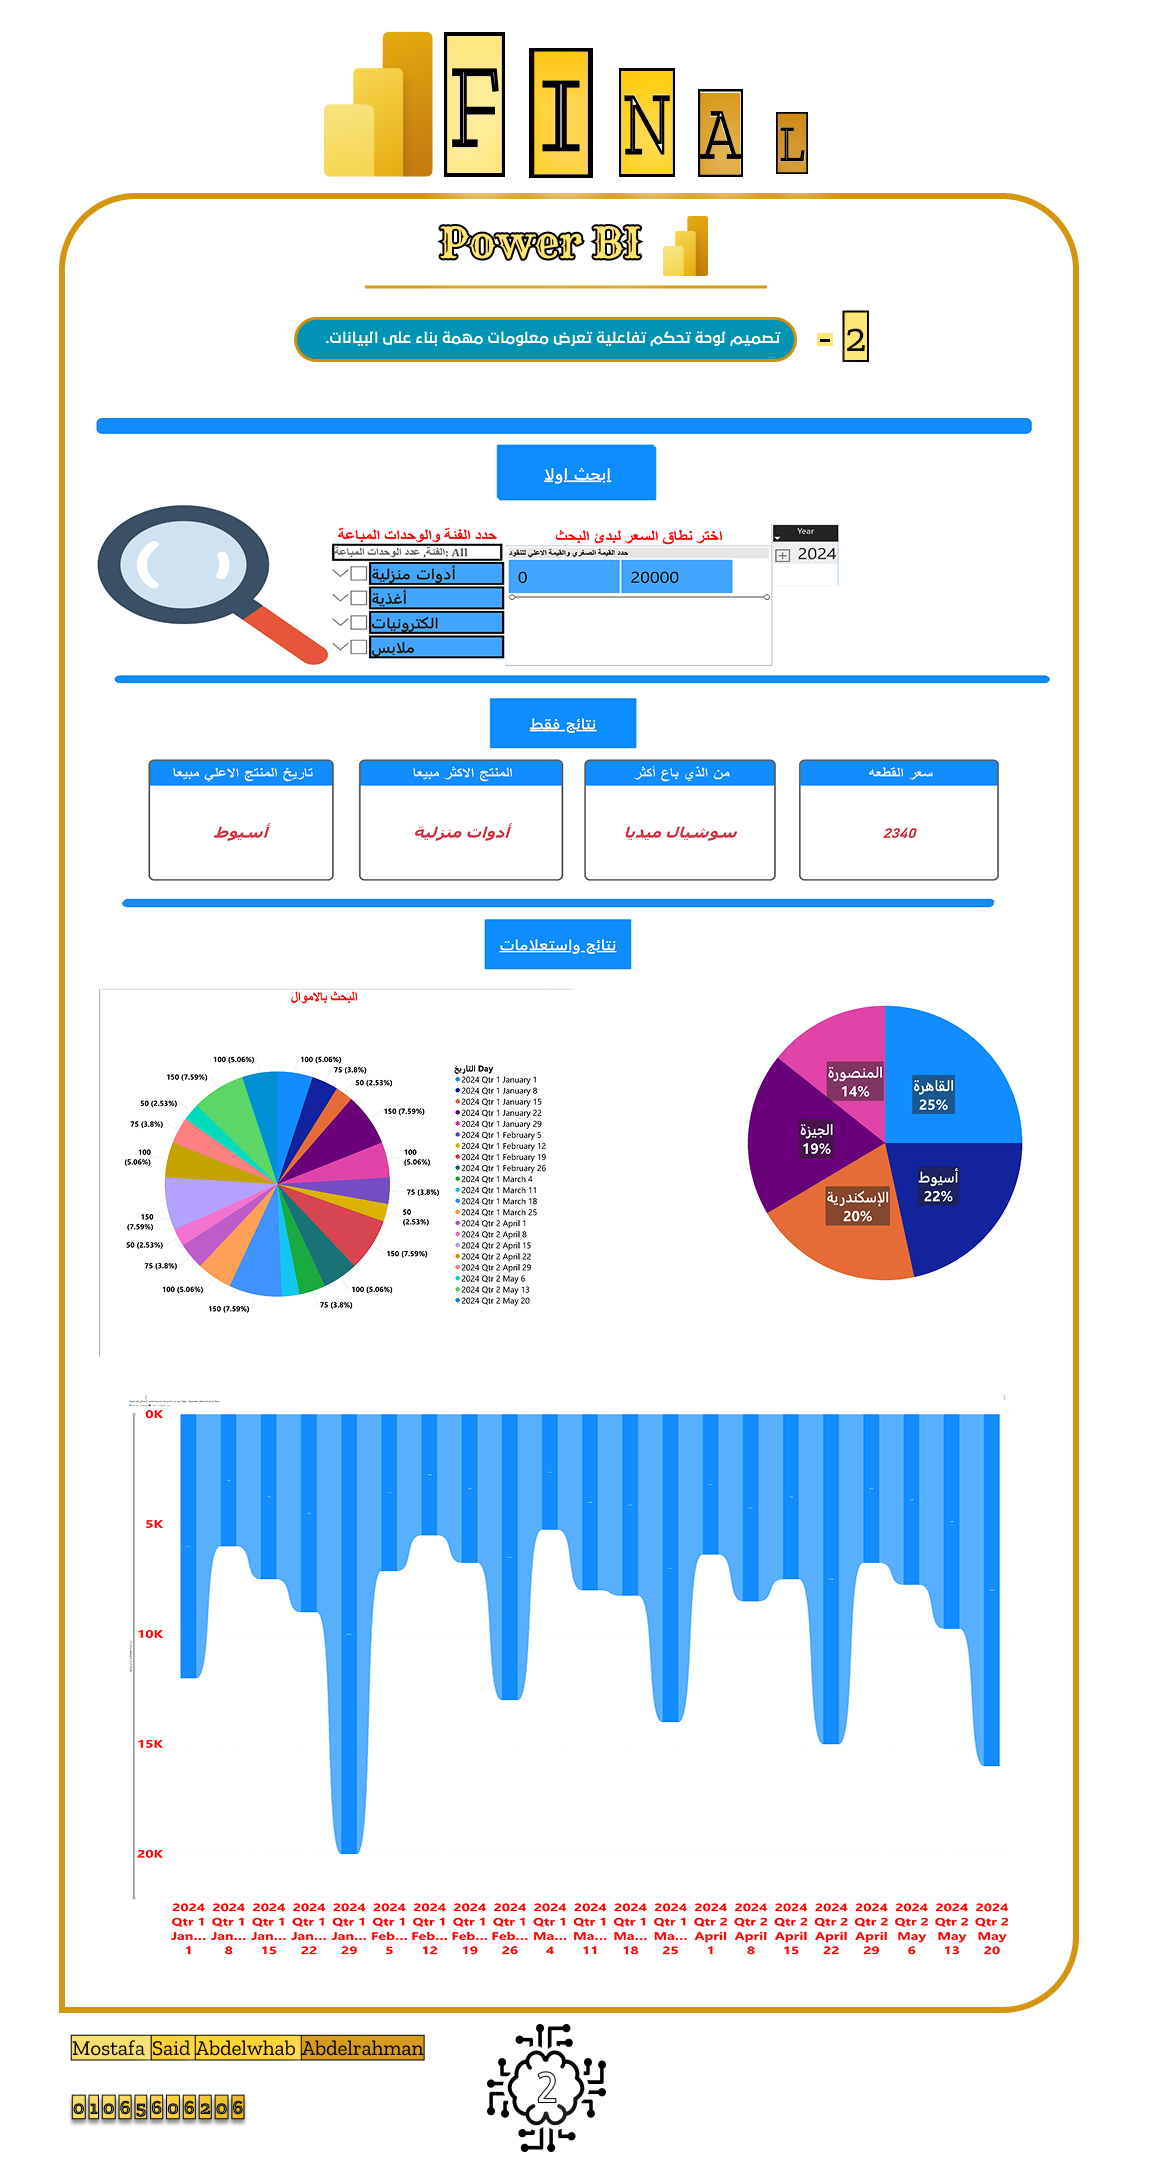 FINAL
Power BI
2 -
تصميم لوحة تحكم تفاعلية تعرض معلومات مهمة بناء على البيانات.
ابحث اولا
حدد الفئة والوحدات المباعة
الفئة, عدد الوحدات المباعة: All
أدوات منزلية
أغذية
الكترونيات
ملابس
اختر نطاق السعر لبدئ البحث
حدد القيمة الصغري والقيمة الاعلي للنقود
0
20000
Year
2024
نتائج فقط
سعر القطعه
2340
من الذي باع أكثر
سوشيال ميديا
المنتج الاكثر مبيعا
أدوات منزلية
تاريخ المنتج الاعلي مبيعا
أسيوط
نتائج واستعلامات
البحث بالاموال
100 (5.06%)
75 (3.8%)
50 (2.53%)
150 (7.59%)
100
(5.06%)
75 (3.8%)
50
(2.53%)
150 (7.59%)
100 (5.06%)
75 (3.8%)
150 (7.59%)
100 (5.06%)
75 (3.8%)
50 (2.53%)
150
(7.59%)
100
(5.06%)
75 (3.8%)
50 (2.53%)
150 (7.59%)
100 (5.06%)
التاريخ Day
2024 Qtr 1 January 1
2024 Qtr 1 January 8
2024 Qtr 1 January 15
2024 Qtr 1 January 22
2024 Qtr 1 January 29
2024 Qtr 1 February 5
2024 Qtr 1 February 12
2024 Qtr 1 February 19
2024 Qtr 1 February 26
2024 Qtr 1 March 4
2024 Qtr 1 March 11
2024 Qtr 1 March 18
2024 Qtr 1 March 25
2024 Qtr 2 April 1
2024 Qtr 2 April 8
2024 Qtr 2 April 15
2024 Qtr 2 April 22
2024 Qtr 2 April 29
2024 Qtr 2 May 6
2024 Qtr 2 May 13
2024 Qtr 2 May 20
القاهرة
25%
أسيوط
22%
الإسكندرية
20%
الجيزة
19%
المنصورة
14%
0K
5K
10K
15K
20K
2024 2024 2024 2024 2024 2024 2024 2024 2024 2024 2024 2024 2024 2024 2024 2024 2024 2024 2024 2024 2024
Qtr 1 Qtr 1 Qtr 1 Qtr 1 Qtr 1 Qtr 1 Qtr 1 Qtr 1 Qtr 1 Qtr 1 Qtr 1 Qtr 1 Qtr 1 Qtr 2 Qtr 2 Qtr 2 Qtr 2 Qtr 2 Qtr 2 Qtr 2 Qtr 2
Jan... Jan... Jan... Jan... Jan... Feb... Feb... Feb... Feb... Ma... Ma... Ma... Ma... April April April April April May May May
1 8 15 22 29 5 12 19 26 4 11 18 25 1 8 15 22 29 6 13 20
Mostafa Said Abdelwhab Abdelrahman
01065606206
2